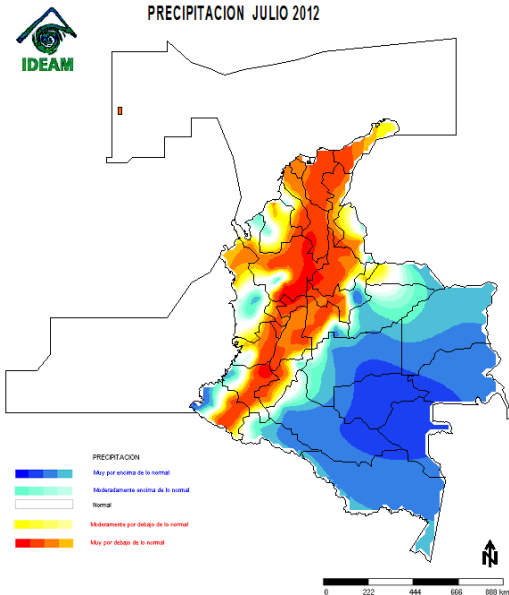 PRECIPITACION JULIO 2012
IDEAM
PRECIPITACION
Muy por encima de lo normal
Moderadamente encima de lo normal
Normal
Moderamente por debajo de lo normal
Muy por debajo de lo normal
N
0 222 444 666 888 km